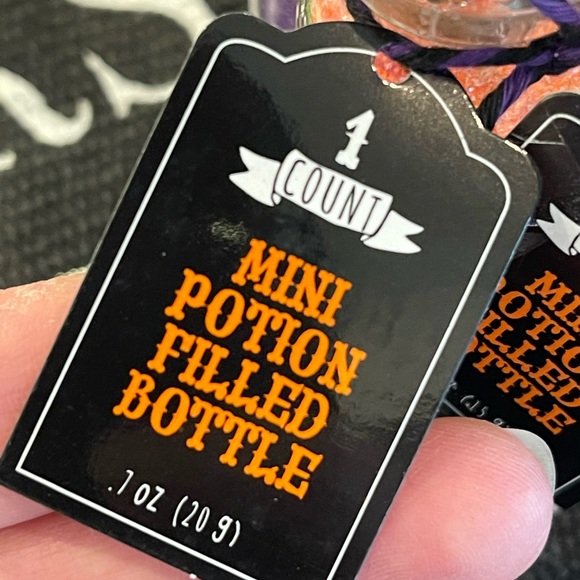 1
COUNT
MINI
POTION
FILLED
BOTTLE
.7 oz (20 g)